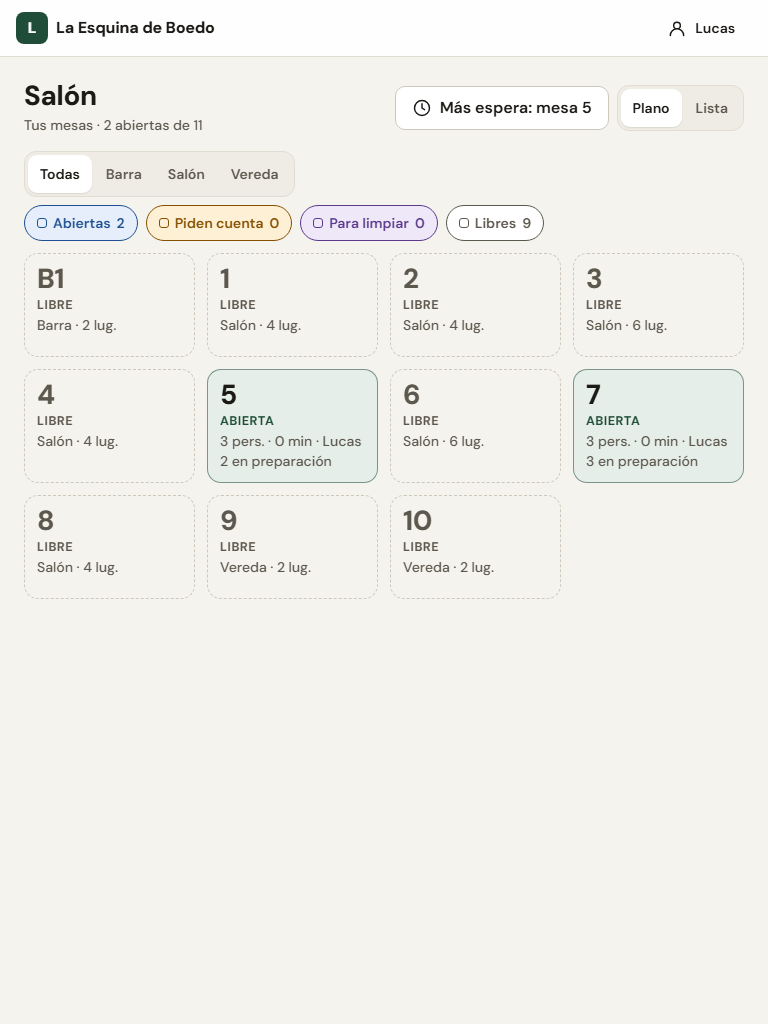 L La Esquina de Boedo
Lucas
Salón
Tus mesas · 2 abiertas de 11
Más espera: mesa 5
Plano
Lista
Todas
Barra
Salón
Vereda
Abiertas 2
Piden cuenta 0
Para limpiar 0
Libres 9
B1
LIBRE
Barra · 2 lug.
1
LIBRE
Salón · 4 lug.
2
LIBRE
Salón · 4 lug.
3
LIBRE
Salón · 6 lug.
4
LIBRE
Salón · 4 lug.
5
ABIERTA
3 pers. · 0 min · Lucas
2 en preparación
6
LIBRE
Salón · 6 lug.
7
ABIERTA
3 pers. · 0 min · Lucas
3 en preparación
8
LIBRE
Salón · 4 lug.
9
LIBRE
Vereda · 2 lug.
10
LIBRE
Vereda · 2 lug.